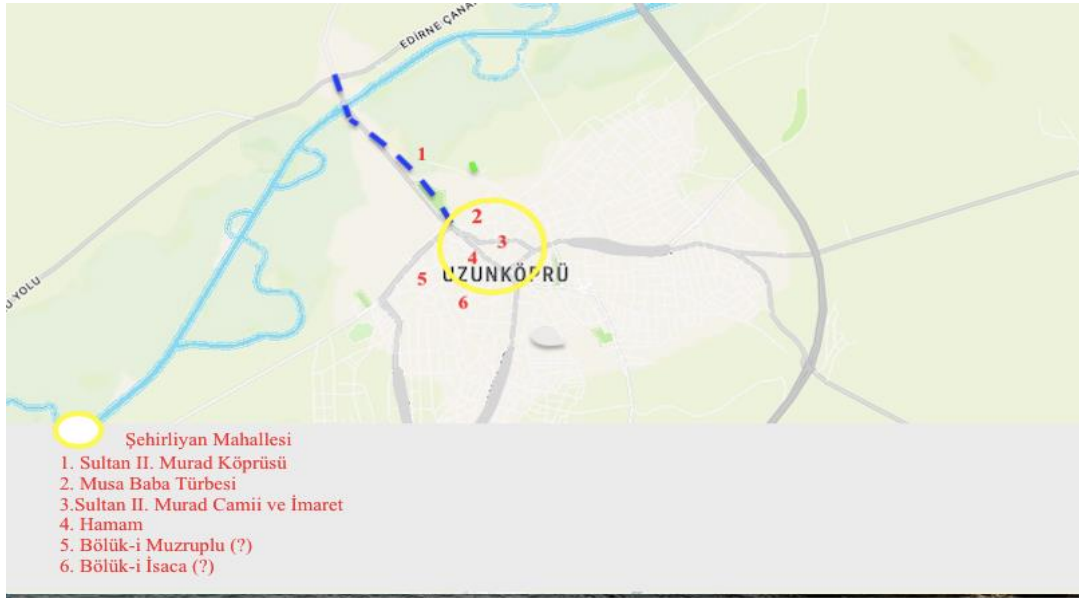 EDİRNE ÇANA
1
2
3
4
5
UZUNKÖPRÜ
6
U YOLU
Şehirliyan Mahallesi
1. Sultan II. Murad Köprüsü
2. Musa Baba Türbesi
3.Sultan II. Murad Camii ve İmaret
4. Hamam
5. Bölük-i Muzruplu (?)
6. Bölük-i İsaca (?)